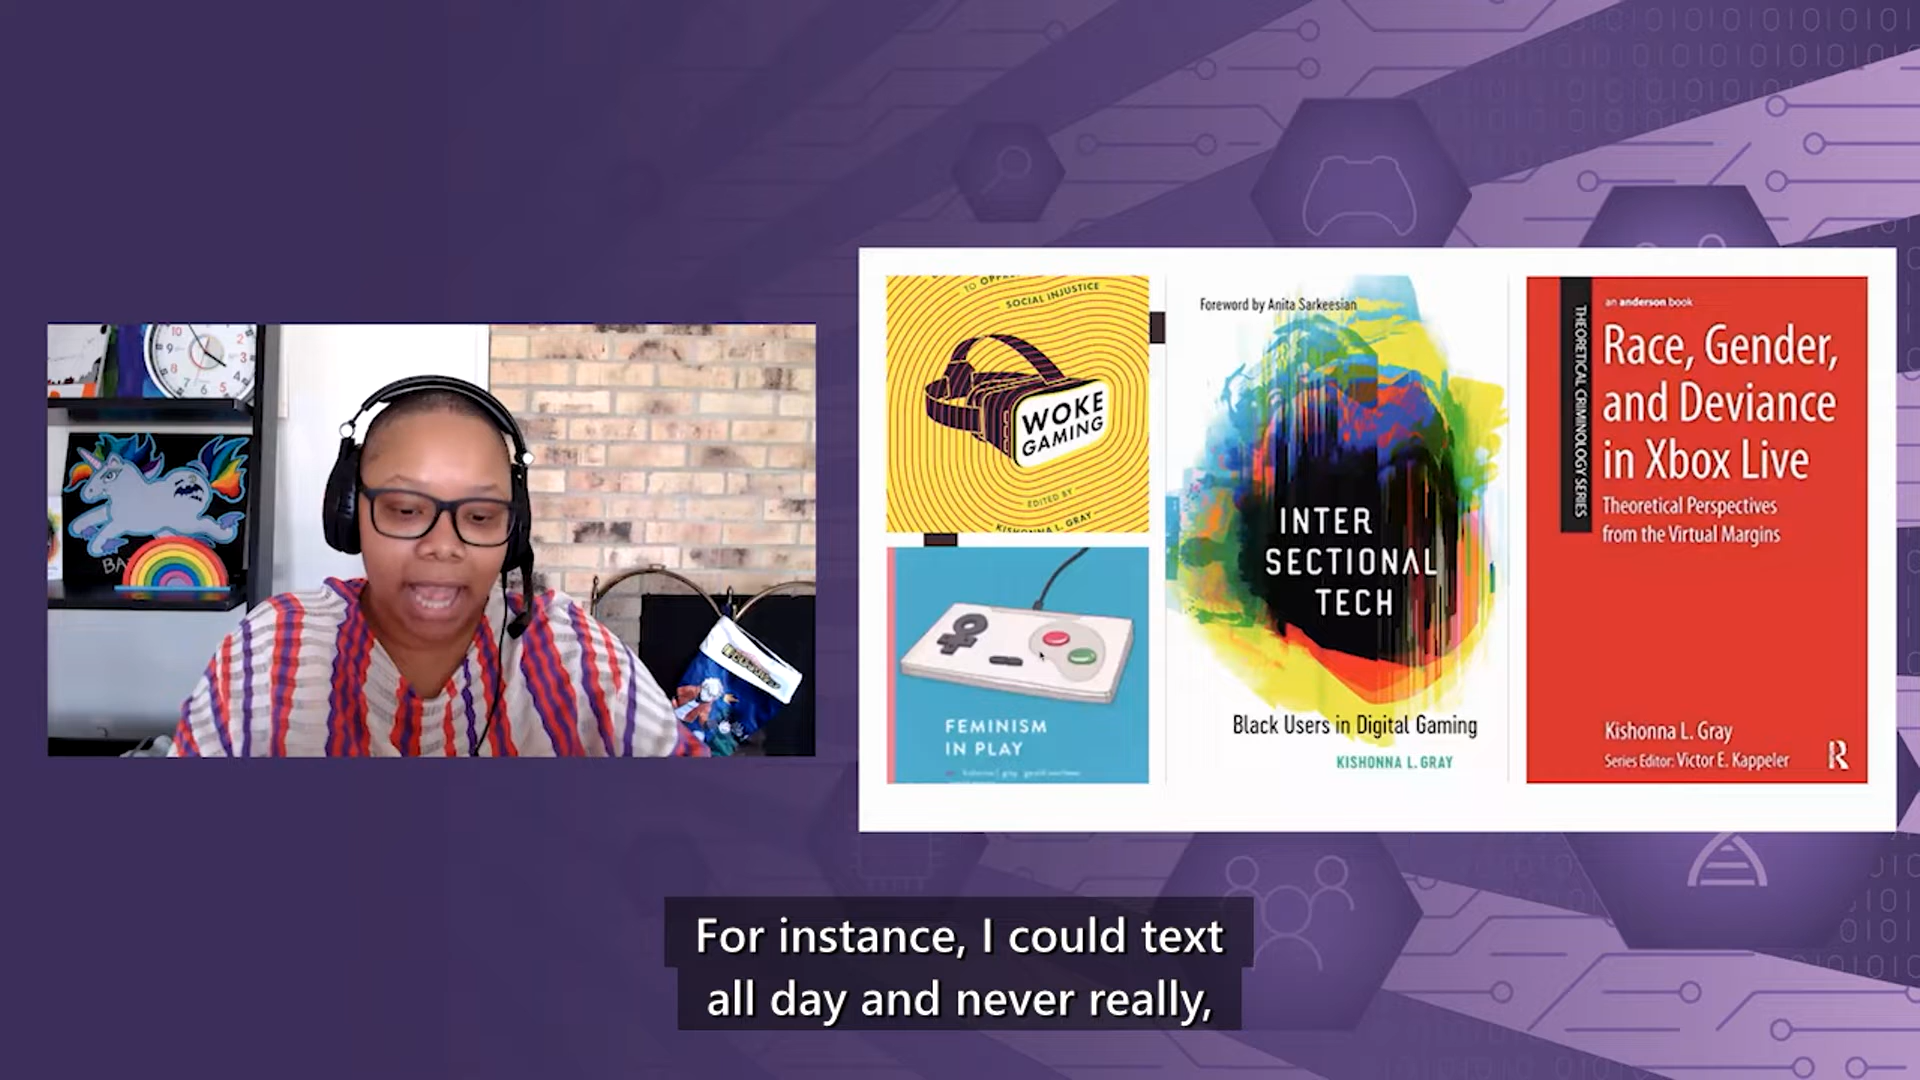 BA
TO OPPRE
SOCIAL INJUSTICE
WOKE
GAMING
EDITED BY
KISHONNA L. GRAY
FEMINISM
IN PLAY
Foreword by Anita Sarkeesian
INTER
SECTIONAL
TECH
Black Users in Digital Gaming
KISHONNA L. GRAY
THEORETICAL CRIMINOLOGY SERIES
an anderson book
Race, Gender,
and Deviance
in Xbox Live
Theoretical Perspectives
from the Virtual Margins
Kishonna L. Gray
Series Editor: Victor E. Kappeler
R
For instance, I could text
all day and never really,